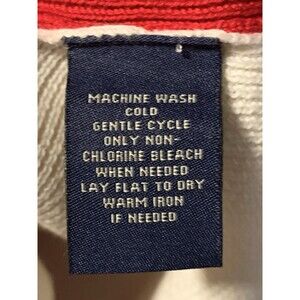 MACHINE WASH
COLD
GENTLE CYCLE
ONLY NON-
CHLORINE BLEACH
WHEN NEEDED
LAY FLAT TO DRY
WARM IRON
IF NEEDED